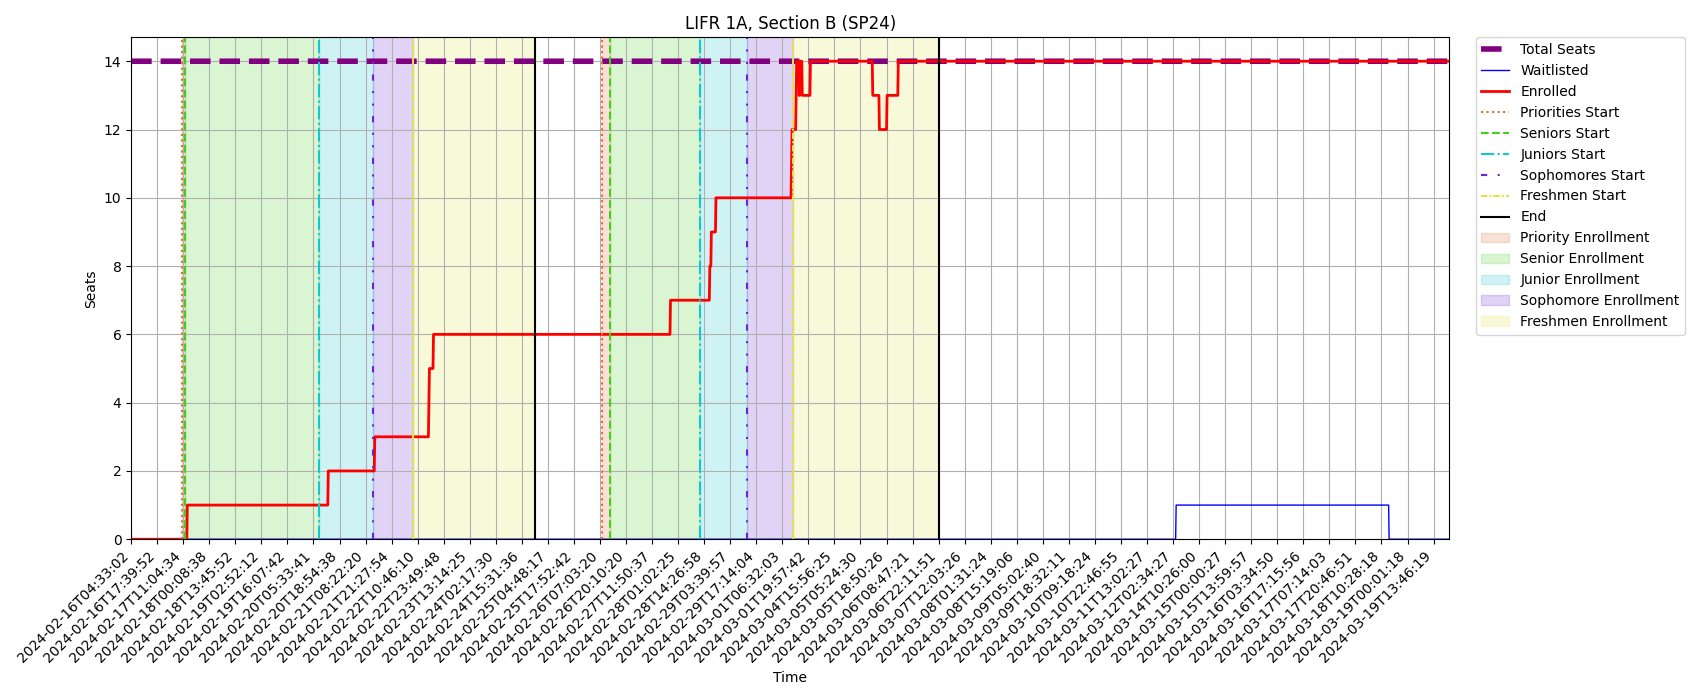 LIFR 1A, Section B (SP24)
Seats
14
12
10
8
6
4
2
0
2024-02-16T04:33:02
2024-02-16T17:39:52
2024-02-17T11:04:34
2024-02-18T00:08:38
2024-02-18T13:45:52
2024-02-19T02:52:12
2024-02-19T16:07:42
2024-02-20T05:33:41
2024-02-20T18:54:38
2024-02-21T08:22:20
2024-02-21T21:27:54
2024-02-22T10:46:10
2024-02-22T23:49:48
2024-02-23T13:14:25
2024-02-24T02:17:30
2024-02-24T15:31:36
2024-02-25T04:48:17
2024-02-25T17:52:42
2024-02-26T07:03:20
2024-02-26T20:10:20
2024-02-27T11:50:37
2024-02-28T01:02:25
2024-02-28T14:26:58
2024-02-29T03:39:57
2024-02-29T17:14:04
2024-03-01T06:32:03
2024-03-01T19:57:42
2024-03-04T15:56:25
2024-03-05T05:24:30
2024-03-05T18:50:26
2024-03-06T08:47:21
2024-03-06T22:11:51
2024-03-07T12:03:26
2024-03-08T01:31:24
2024-03-08T15:19:06
2024-03-09T05:02:40
2024-03-09T18:32:11
2024-03-10T09:18:24
2024-03-10T22:46:55
2024-03-11T13:02:27
2024-03-12T02:34:27
2024-03-14T10:26:00
2024-03-15T00:00:27
2024-03-15T13:59:57
2024-03-16T03:34:50
2024-03-16T17:15:56
2024-03-17T07:14:03
2024-03-17T20:46:51
2024-03-18T10:28:18
2024-03-19T00:01:18
2024-03-19T13:46:19
Time
Total Seats
Waitlisted
Enrolled
Priorities Start
Seniors Start
Juniors Start
Sophomores Start
Freshmen Start
End
Priority Enrollment
Senior Enrollment
Junior Enrollment
Sophomore Enrollment
Freshmen Enrollment